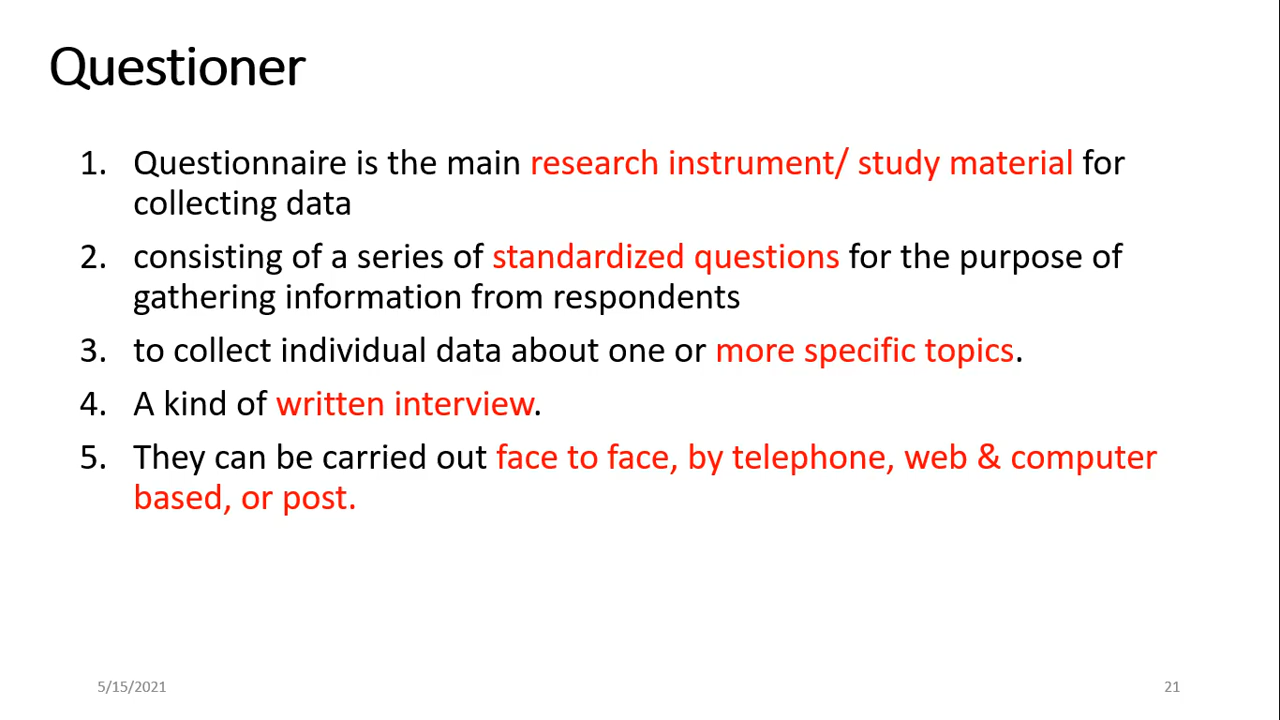 Questioner
1. Questionnaire is the main research instrument/ study material for
collecting data
2. consisting of a series of standardized questions for the purpose of
gathering information from respondents
3. to collect individual data about one or more specific topics.
4. A kind of written interview.
5. They can be carried out face to face, by telephone, web & computer
based, or post.
5/15/2021
21